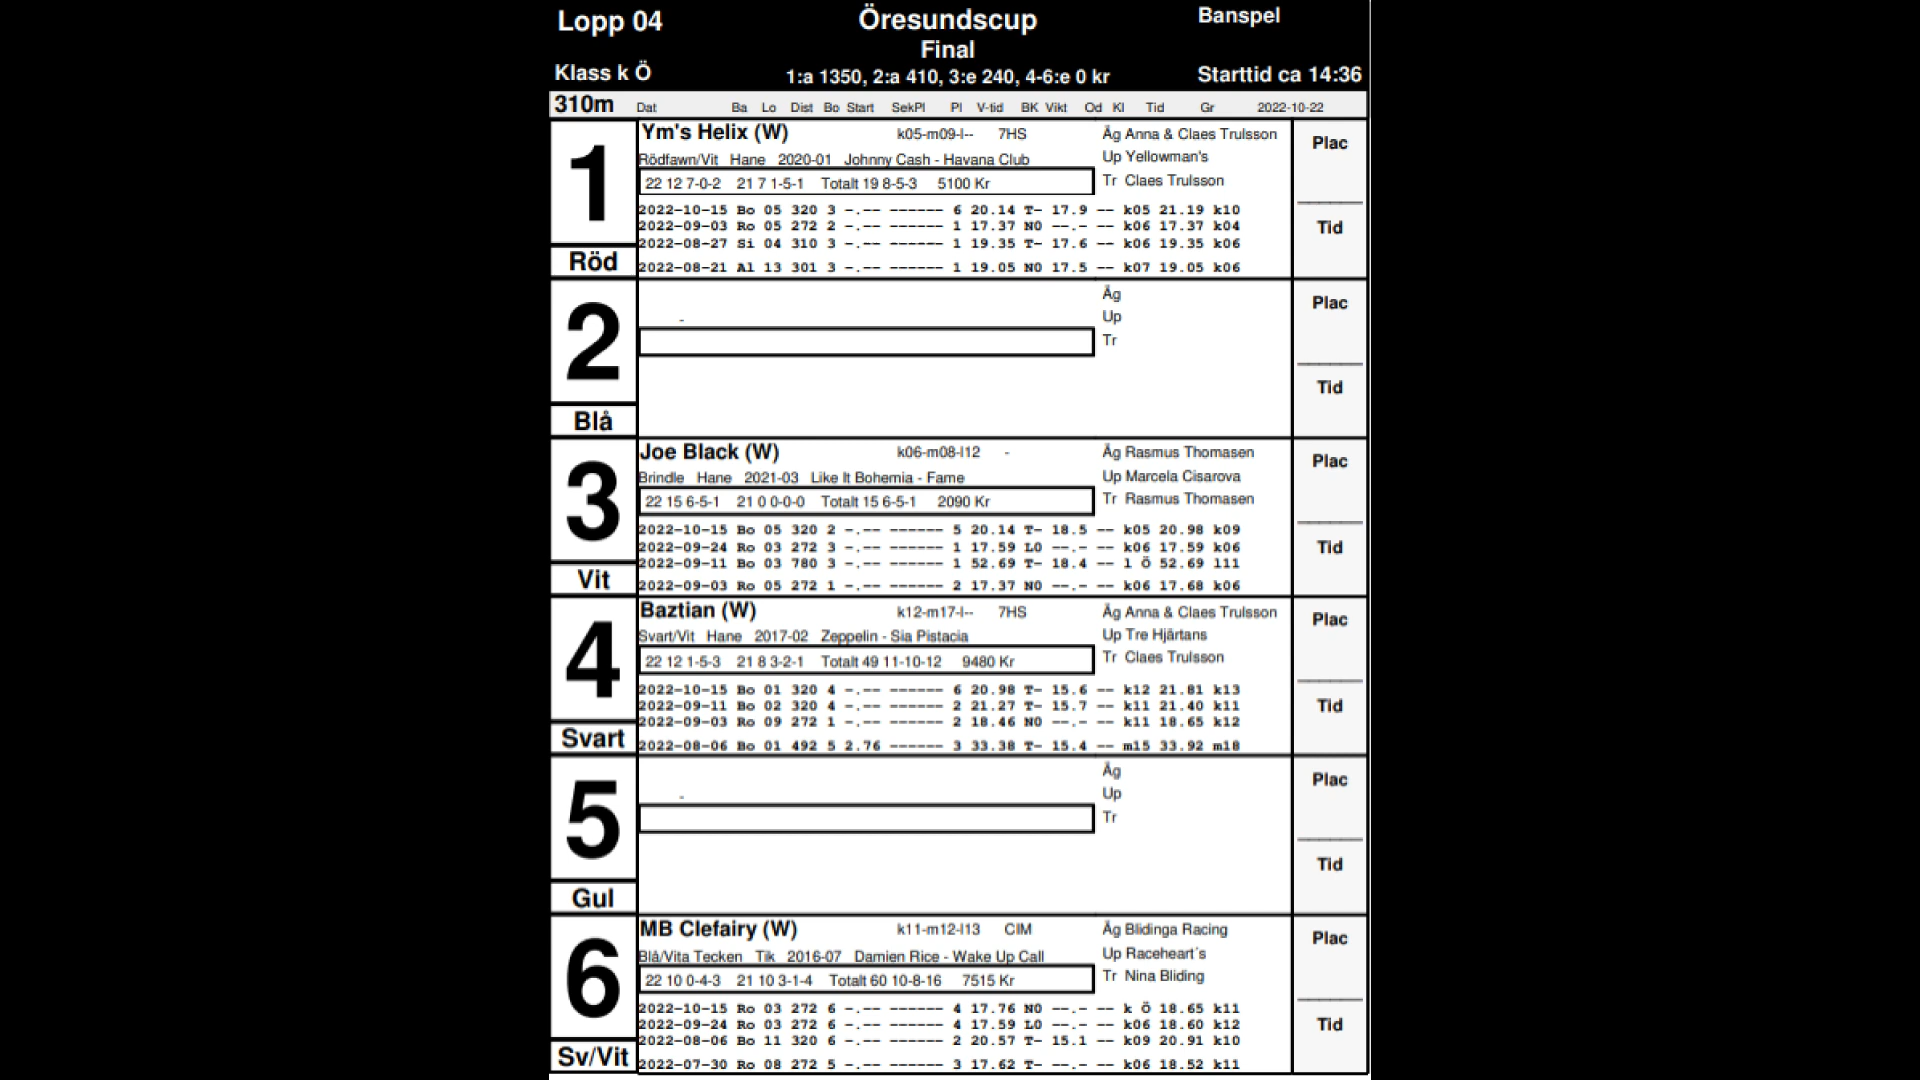 Lopp 04 Öresundscup Banspel
Final
Klass k Ö 1:a 1350, 2:a 410, 3:e 240, 4-6:e 0 kr Starttid ca 14:36
310m Dat Ba Lo Dist Bo Start SekPl Pl V-tid BK Vikt Od Kl Tid Gr 2022-10-22
1
Röd
Ym's Helix (W) k05-m09-l-- 7HS Äg Anna & Claes Trulsson
Rödfawn/Vit Hane 2020-01 Johnny Cash - Havana Club Up Yellowman's
22 12 7-0-2 21 7 1-5-1 Totalt 19 8-5-3 5100 Kr Tr Claes Trulsson
2022-10-15 Bo 05 320 3 -.-- ------ 6 20.14 T- 17.9 -- k05 21.19 k10
2022-09-03 Ro 05 272 2 -.-- ------ 1 17.37 N0 --.- -- k06 17.37 k04
2022-08-27 Si 04 310 3 -.-- ------ 1 19.35 T- 17.6 -- k06 19.35 k06
2022-08-21 Al 13 301 3 -.-- ------ 1 19.05 N0 17.5 -- k07 19.05 k06
Plac
Tid
2
Blå
-
Äg
Up
Tr
Plac
Tid
3
Vit
Joe Black (W) k06-m08-l12 - Äg Rasmus Thomasen
Brindle Hane 2021-03 Like It Bohemia - Fame Up Marcela Cisarova
22 15 6-5-1 21 0 0-0-0 Totalt 15 6-5-1 2090 Kr Tr Rasmus Thomasen
2022-10-15 Bo 05 320 2 -.-- ------ 5 20.14 T- 18.5 -- k05 20.98 k09
2022-09-24 Ro 03 272 3 -.-- ------ 1 17.59 L0 --.- -- k06 17.59 k06
2022-09-11 Bo 03 780 3 -.-- ------ 1 52.69 T- 18.4 -- l Ö 52.69 l11
2022-09-03 Ro 05 272 1 -.-- ------ 2 17.37 N0 --.- -- k06 17.68 k06
Plac
Tid
4
Svart
Baztian (W) k12-m17-l-- 7HS Äg Anna & Claes Trulsson
Svart/Vit Hane 2017-02 Zeppelin - Sia Pistacia Up Tre Hjärtans
22 12 1-5-3 21 8 3-2-1 Totalt 49 11-10-12 9480 Kr Tr Claes Trulsson
2022-10-15 Bo 01 320 4 -.-- ------ 6 20.98 T- 15.6 -- k12 21.81 k13
2022-09-11 Bo 02 320 4 -.-- ------ 2 21.27 T- 15.7 -- k11 21.40 k11
2022-09-03 Ro 09 272 1 -.-- ------ 2 18.46 N0 --.- -- k11 18.65 k12
2022-08-06 Bo 01 492 5 2.76 ------ 3 33.38 T- 15.4 -- m15 33.92 m18
Plac
Tid
5
Gul
-
Äg
Up
Tr
Plac
Tid
6
Sv/Vit
MB Clefairy (W) k11-m12-l13 CIM Äg Blidinga Racing
Blå/Vita Tecken Tik 2016-07 Damien Rice - Wake Up Call Up Raceheart´s
22 10 0-4-3 21 10 3-1-4 Totalt 60 10-8-16 7515 Kr Tr Nina Bliding
2022-10-15 Ro 03 272 6 -.-- ------ 4 17.76 N0 --.- -- k Ö 18.65 k11
2022-09-24 Ro 03 272 6 -.-- ------ 4 17.59 L0 --.- -- k06 18.60 k12
2022-08-06 Bo 11 320 6 -.-- ------ 2 20.57 T- 15.1 -- k09 20.91 k10
2022-07-30 Ro 08 272 5 -.-- ------ 3 17.62 T- --.- -- k06 18.52 k11
Plac
Tid